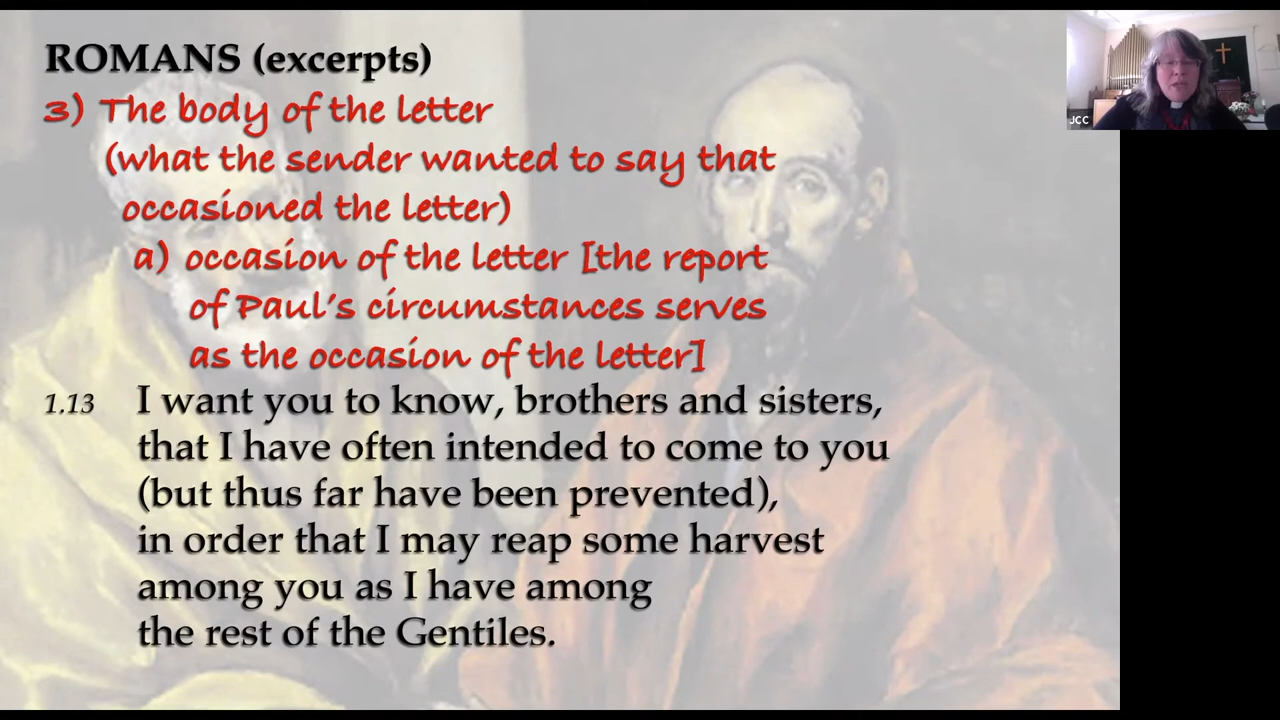 ROMANS (excerpts)
3) The body of the letter
(what the sender wanted to say that
occasioned the letter)
a) occasion of the letter [the report
of Paul's circumstances serves
as the occasion of the letter]
1.13 I want you to know, brothers and sisters,
that I have often intended to come to you
(but thus far have been prevented),
in order that I may reap some harvest
among you as I have among
the rest of the Gentiles.
JCC